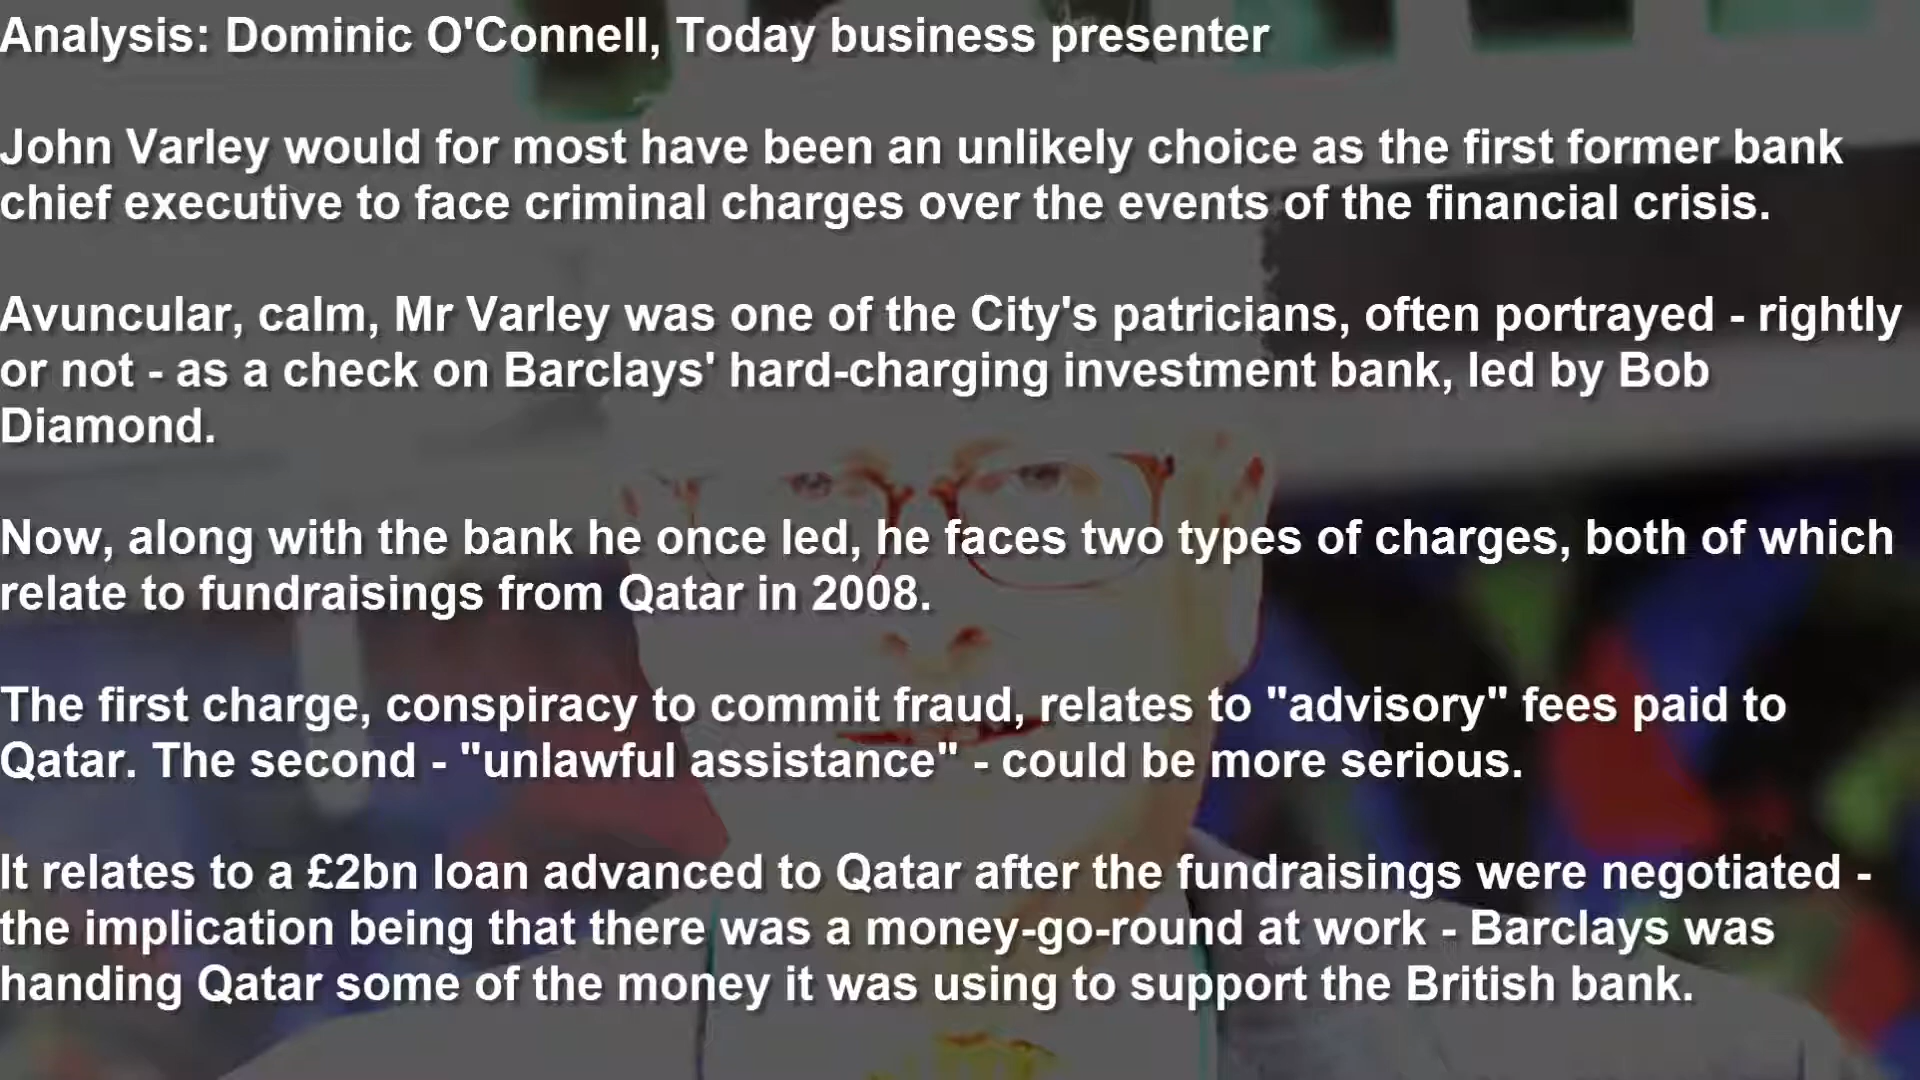 Analysis: Dominic O'Connell, Today business presenter
John Varley would for most have been an unlikely choice as the first former bank
chief executive to face criminal charges over the events of the financial crisis.
Avuncular, calm, Mr Varley was one of the City's patricians, often portrayed - rightly
or not - as a check on Barclays' hard-charging investment bank, led by Bob
Diamond.
Now, along with the bank he once led, he faces two types of charges, both of which
relate to fundraisings from Qatar in 2008.
The first charge, conspiracy to commit fraud, relates to "advisory" fees paid to
Qatar. The second - "unlawful assistance" - could be more serious.
It relates to a £2bn loan advanced to Qatar after the fundraisings were negotiated -
the implication being that there was a money-go-round at work - Barclays was
handing Qatar some of the money it was using to support the British bank.